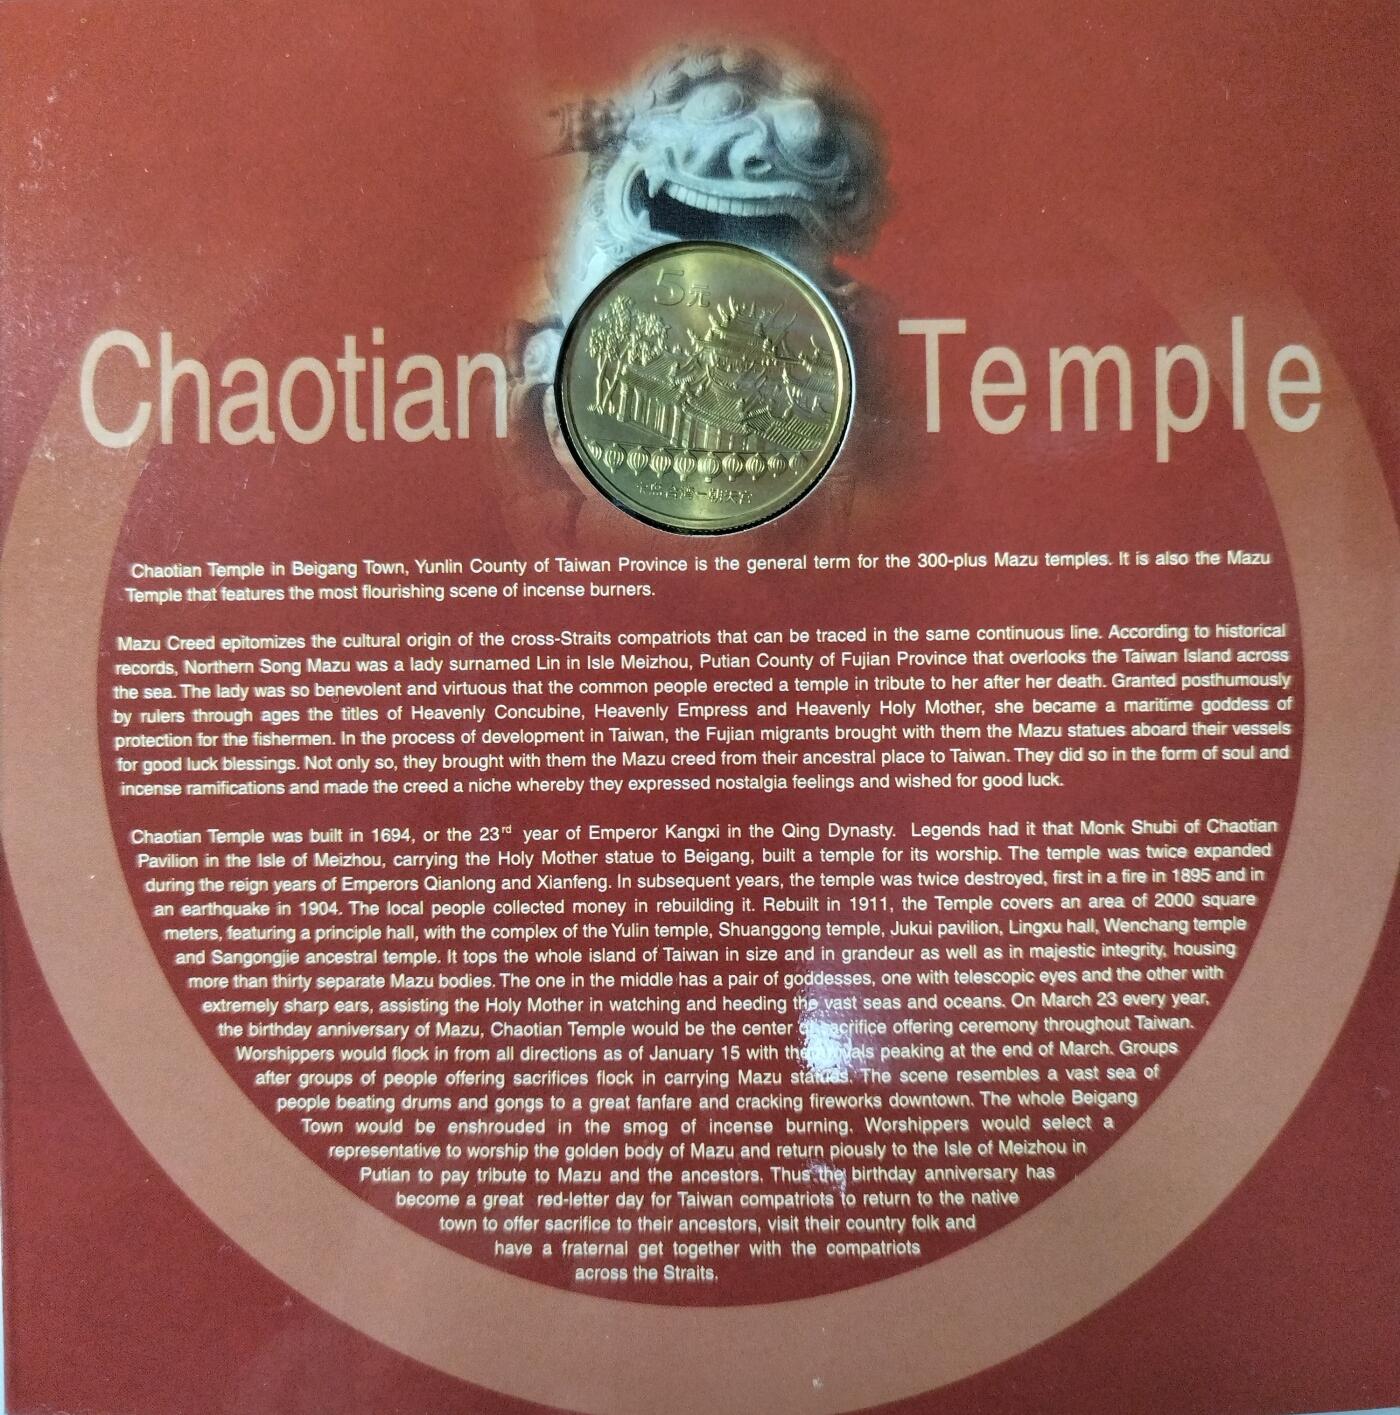 5元
宝岛台湾-朝天宫
Chaotian Temple
Chaotian Temple in Beigang Town, Yunlin County of Taiwan Province is the general term for the 300-plus Mazu temples. It is also the Mazu
Temple that features the most flourishing scene of incense burners.
Mazu Creed epitomizes the cultural origin of the cross-Straits compatriots that can be traced in the same continuous line. According to historical
records, Northern Song Mazu was a lady surnamed Lin in Isle Meizhou, Putian County of Fujian Province that overlooks the Taiwan Island across
the sea. The lady was so benevolent and virtuous that the common people erected a temple in tribute to her after her death. Granted posthumously
by rulers through ages the titles of Heavenly Concubine, Heavenly Empress and Heavenly Holy Mother, she became a maritime goddess of
protection for the fishermen. In the process of development in Taiwan, the Fujian migrants brought with them the Mazu statues aboard their vessels
for good luck blessings. Not only so, they brought with them the Mazu creed from their ancestral place to Taiwan. They did so in the form of soul and
incense ramifications and made the creed a niche whereby they expressed nostalgia feelings and wished for good luck.
Chaotian Temple was built in 1694, or the 23rd year of Emperor Kangxi in the Qing Dynasty. Legends had it that Monk Shubi of Chaotian
Pavilion in the Isle of Meizhou, carrying the Holy Mother statue to Beigang, built a temple for its worship. The temple was twice expanded
during the reign years of Emperors Qianlong and Xianfeng. In subsequent years, the temple was twice destroyed, first in a fire in 1895 and in
an earthquake in 1904. The local people collected money in rebuilding it. Rebuilt in 1911, the Temple covers an area of 2000 square
meters, featuring a principle hall, with the complex of the Yulin temple, Shuanggong temple, Jukui pavilion, Lingxu hall, Wenchang temple
and Sangongjie ancestral temple. It tops the whole island of Taiwan in size and in grandeur as well as in majestic integrity, housing
more than thirty separate Mazu bodies. The one in the middle has a pair of goddesses, one with telescopic eyes and the other with
extremely sharp ears, assisting the Holy Mother in watching and heeding the vast seas and oceans. On March 23 every year,
the birthday anniversary of Mazu, Chaotian Temple would be the center of sacrifice offering ceremony throughout Taiwan.
Worshippers would flock in from all directions as of January 15 with the arrivals peaking at the end of March. Groups
after groups of people offering sacrifices flock in carrying Mazu statues. The scene resembles a vast sea of
people beating drums and gongs to a great fanfare and cracking fireworks downtown. The whole Beigang
Town would be enshrouded in the smog of incense burning. Worshippers would select a
representative to worship the golden body of Mazu and return piously to the Isle of Meizhou in
Putian to pay tribute to Mazu and the ancestors. Thus the birthday anniversary has
become a great red-letter day for Taiwan compatriots to return to the native
town to offer sacrifice to their ancestors, visit their country folk and
have a fraternal get together with the compatriots
across the Straits.